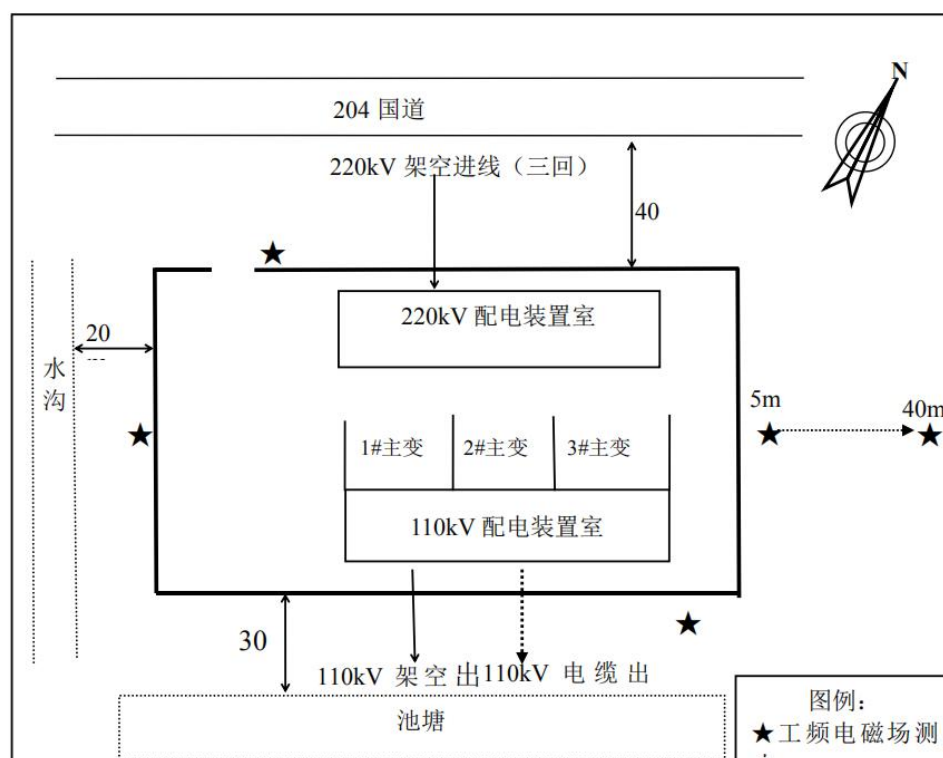 N
204 国道
220kV 架空进线（三回）
40
220kV 配电装置室
20
水
沟
5m
40m
1#主变
2#主变
3#主变
110kV 配电装置室
30
110kV 架空出
110kV 电缆出
池塘
图例：
★工频电磁场测